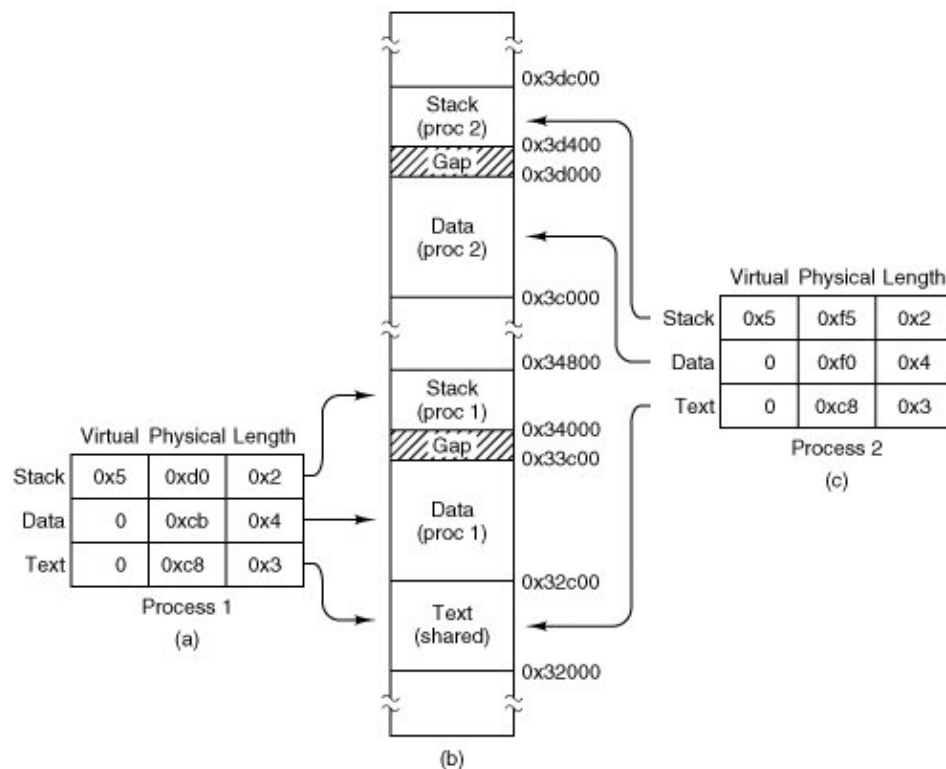 0x3dc00
Stack
(proc 2)
0x3d400
Gap
0x3d000
Data
(proc 2)
0x3c000
0x34800
Stack
(proc 1)
0x34000
Gap
0x33c00
Data
(proc 1)
0x32c00
Text
(shared)
0x32000
(b)
Virtual Physical Length
Stack 0x5 0xd0 0x2
Data 0 0xcb 0x4
Text 0 0xc8 0x3
Process 1
(a)
Virtual Physical Length
Stack 0x5 0xf5 0x2
Data 0 0xf0 0x4
Text 0 0xc8 0x3
Process 2
(c)